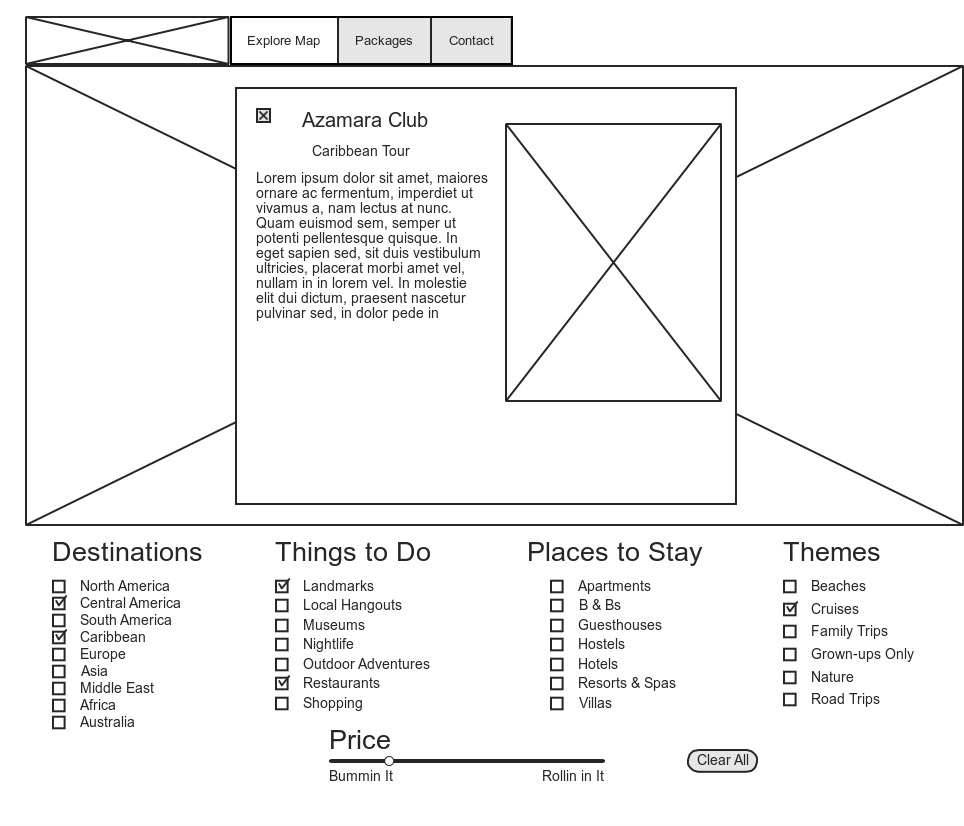 Explore Map
Packages
Contact
Azamara Club
Caribbean Tour
Lorem ipsum dolor sit amet, maiores
ornare ac fermentum, imperdiet ut
vivamus a, nam lectus at nunc.
Quam euismod sem, semper ut
potenti pellentesque quisque. In
eget sapien sed, sit duis vestibulum
ultricies, placerat morbi amet vel,
nullam in in lorem vel. In molestie
elit dui dictum, praesent nascetur
pulvinar sed, in dolor pede in
Destinations
North America
Central America
South America
Caribbean
Europe
Asia
Middle East
Africa
Australia
Things to Do
Landmarks
Local Hangouts
Museums
Nightlife
Outdoor Adventures
Restaurants
Shopping
Places to Stay
Apartments
B & Bs
Guesthouses
Hostels
Hotels
Resorts & Spas
Villas
Themes
Beaches
Cruises
Family Trips
Grown-ups Only
Nature
Road Trips
Price
Bummin It
Rollin in It
Clear All